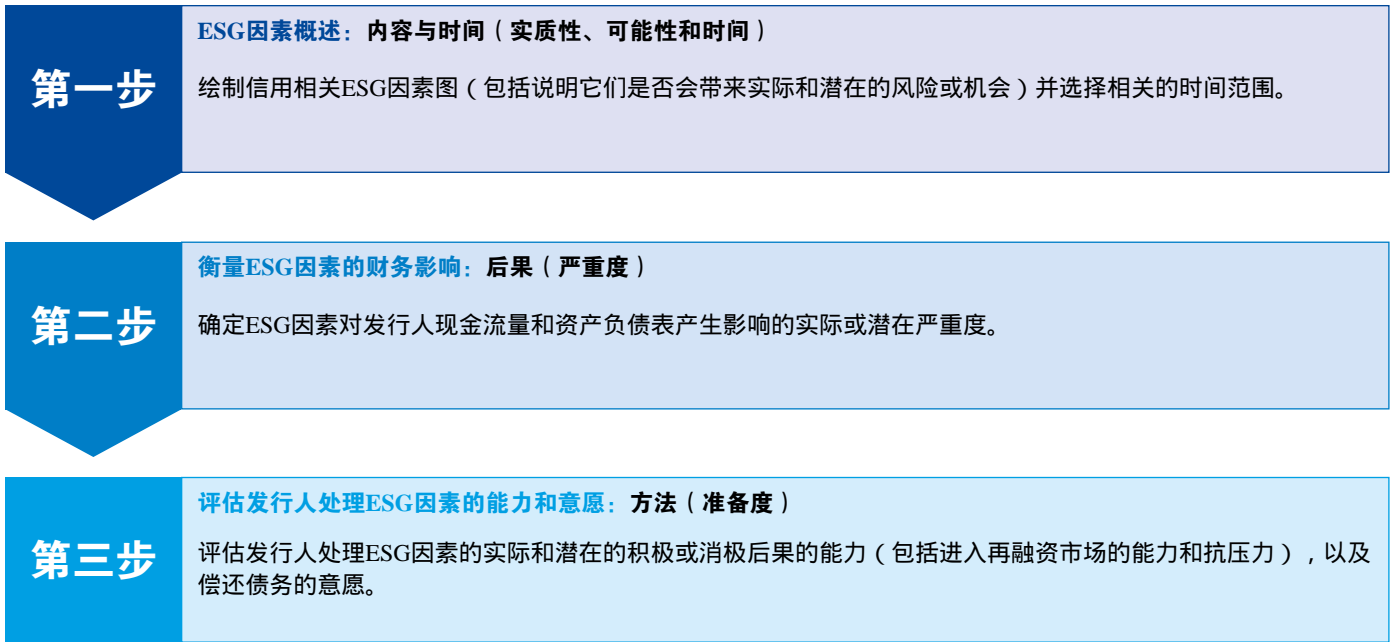 第一步
ESG因素概述：内容与时间（实质性、可能性和时间）
绘制信用相关ESG因素图（包括说明它们是否会带来实际和潜在的风险或机会）并选择相关的时间范围。
第二步
衡量ESG因素的财务影响：后果（严重度）
确定ESG因素对发行人现金流量和资产负债表产生影响的实际或潜在严重度。
第三步
评估发行人处理ESG因素的能力和意愿：方法（准备度）
评估发行人处理ESG因素的实际和潜在的积极或消极后果的能力（包括进入再融资市场的能力和抗压力），以及
偿还债务的意愿。